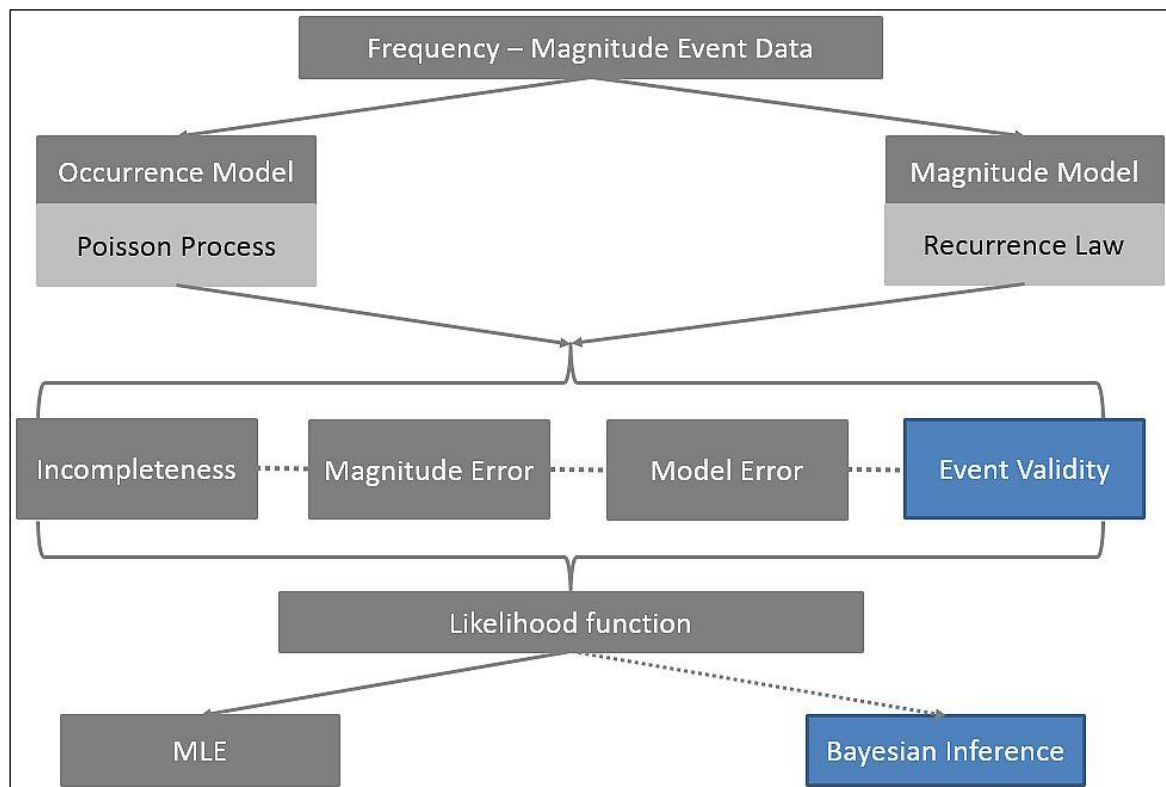 Frequency – Magnitude Event Data
Occurrence Model
Magnitude Model
Poisson Process
Recurrence Law
Incompleteness
Magnitude Error
Model Error
Event Validity
Likelihood function
MLE
Bayesian Inference